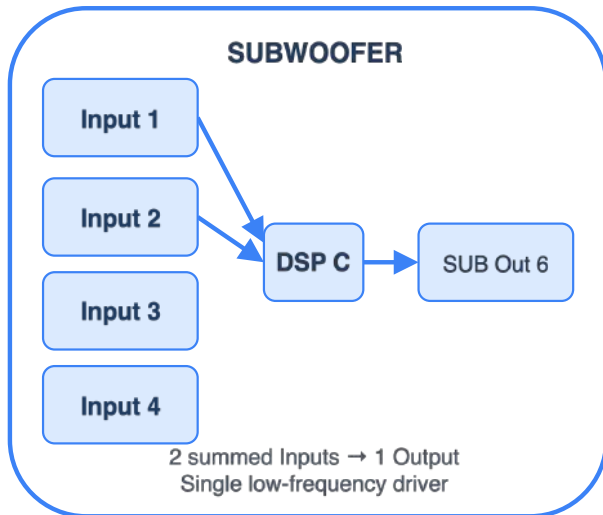 SUBWOOFER
Input 1
Input 2
Input 3
Input 4
DSP C
SUB Out 6
2 summed Inputs → 1 Output
Single low-frequency driver